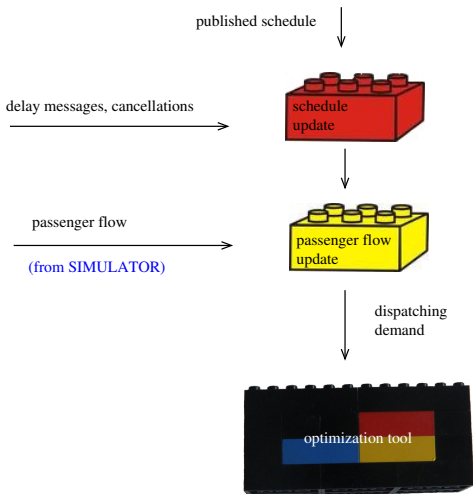 published schedule
delay messages, cancellations
schedule
update
passenger flow
(from SIMULATOR)
passenger flow
update
dispatching
demand
optimization tool